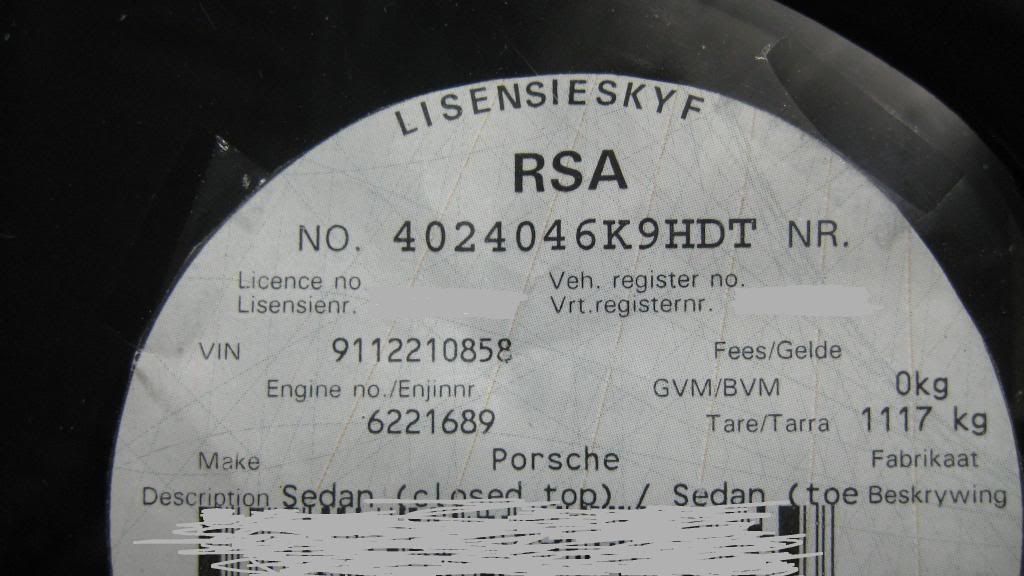 LISENSIESKYF
RSA
NO. 4024046K9HDT NR.
Licence no Veh. register no.
Lisensienr. Vrt.registernr.
VIN 9112210858 Fees/Gelde
Engine no./Enjinnr GVM/BVM 0kg
6221689 Tare/Tarra 1117 kg
Make Porsche Fabrikaat
Description Sedan (closed top) / Sedan (toe Beskrywing